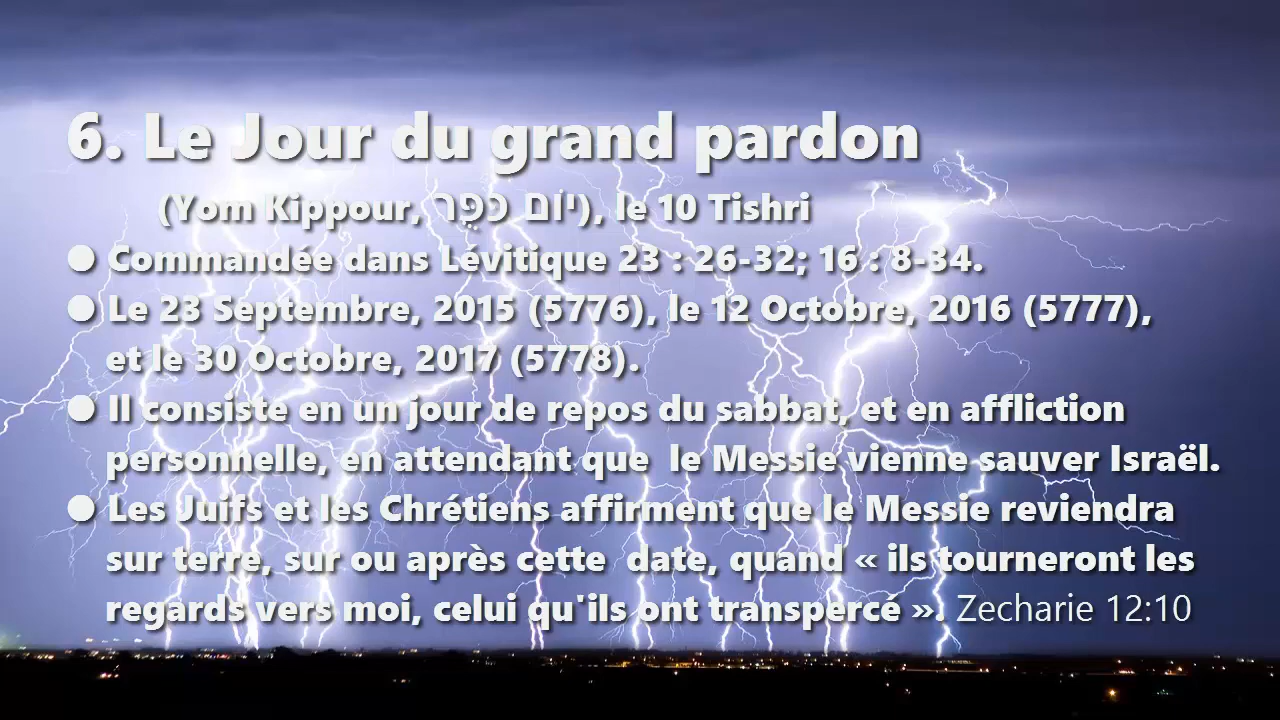 6. Le Jour du grand pardon
(Yom Kippour, יוֹם כִּפֻּר), le 10 Tishri
● Commandée dans Lévitique 23 : 26-32; 16 : 8-34.
● Le 23 Septembre, 2015 (5776), le 12 Octobre, 2016 (5777),
et le 30 Octobre, 2017 (5778).
● Il consiste en un jour de repos du sabbat, et en affliction
personnelle, en attendant que  le Messie vienne sauver Israël.
● Les Juifs et les Chrétiens affirment que le Messie reviendra
sur terre, sur ou après cette  date, quand « ils tourneront les
regards vers moi, celui qu'ils ont transpercé ». Zecharie 12:10